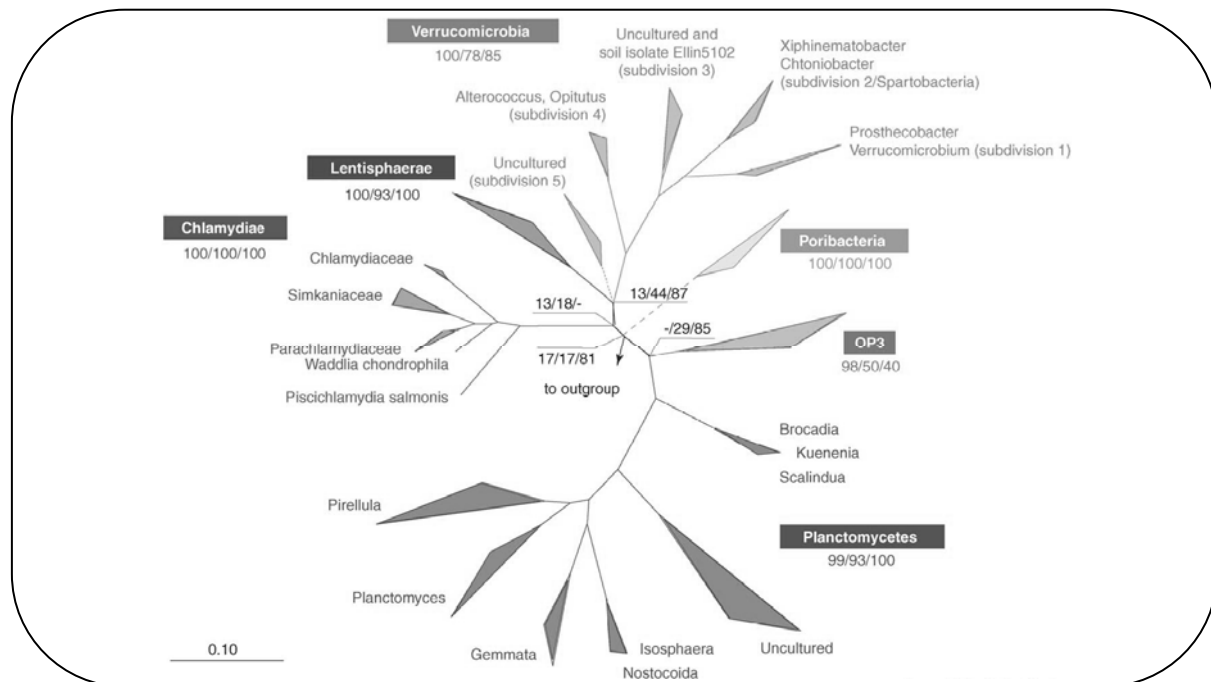 Verrucomicrobia
100/78/85
Uncultured and
soil isolate Ellin5102
(subdivision 3)
Xiphinematobacter
Chtoniobacter
(subdivision 2/Spartobacteria)
Alterococcus, Opitutus
(subdivision 4)
Prosthecobacter
Verrucomicrobium (subdivision 1)
Lentisphaerae
100/93/100
Uncultured
(subdivision 5)
Chlamydiae
100/100/100
Poribacteria
100/100/100
Chlamydiaceae
Simkaniaceae
Parachlamydiaceae
Waddlia chondrophila
Piscichlamydia salmonis
13/18/-
13/44/87
-/29/85
17/17/81
to outgroup
OP3
98/50/40
Brocadia
Kuenenia
Scalindua
Pirellula
Planctomycetes
99/93/100
Planctomyces
Gemmata
Isosphaera
Nostocoida
Uncultured
0.10